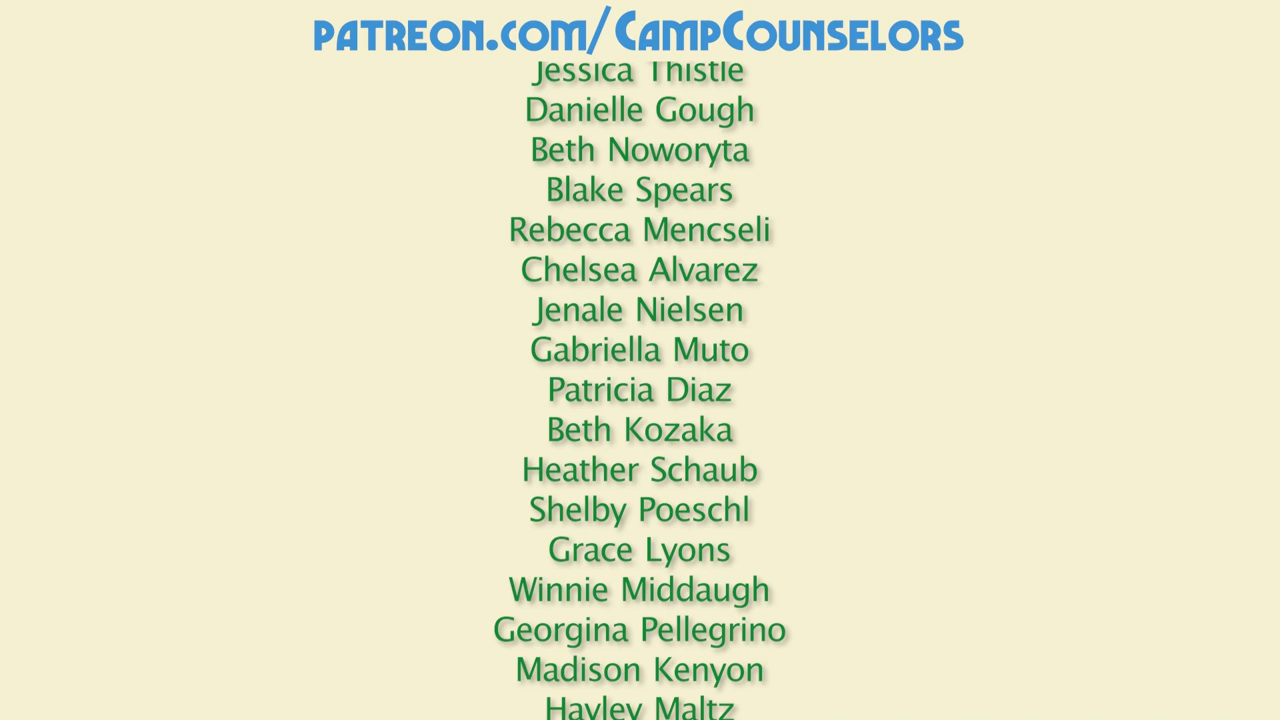 patreon.com/CampCounselors
Jessica Thistle
Danielle Gough
Beth Noworyta
Blake Spears
Rebecca Mencseli
Chelsea Alvarez
Jenale Nielsen
Gabriella Muto
Patricia Diaz
Beth Kozaka
Heather Schaub
Shelby Poeschl
Grace Lyons
Winnie Middaugh
Georgina Pellegrino
Madison Kenyon
Hayley Maltz